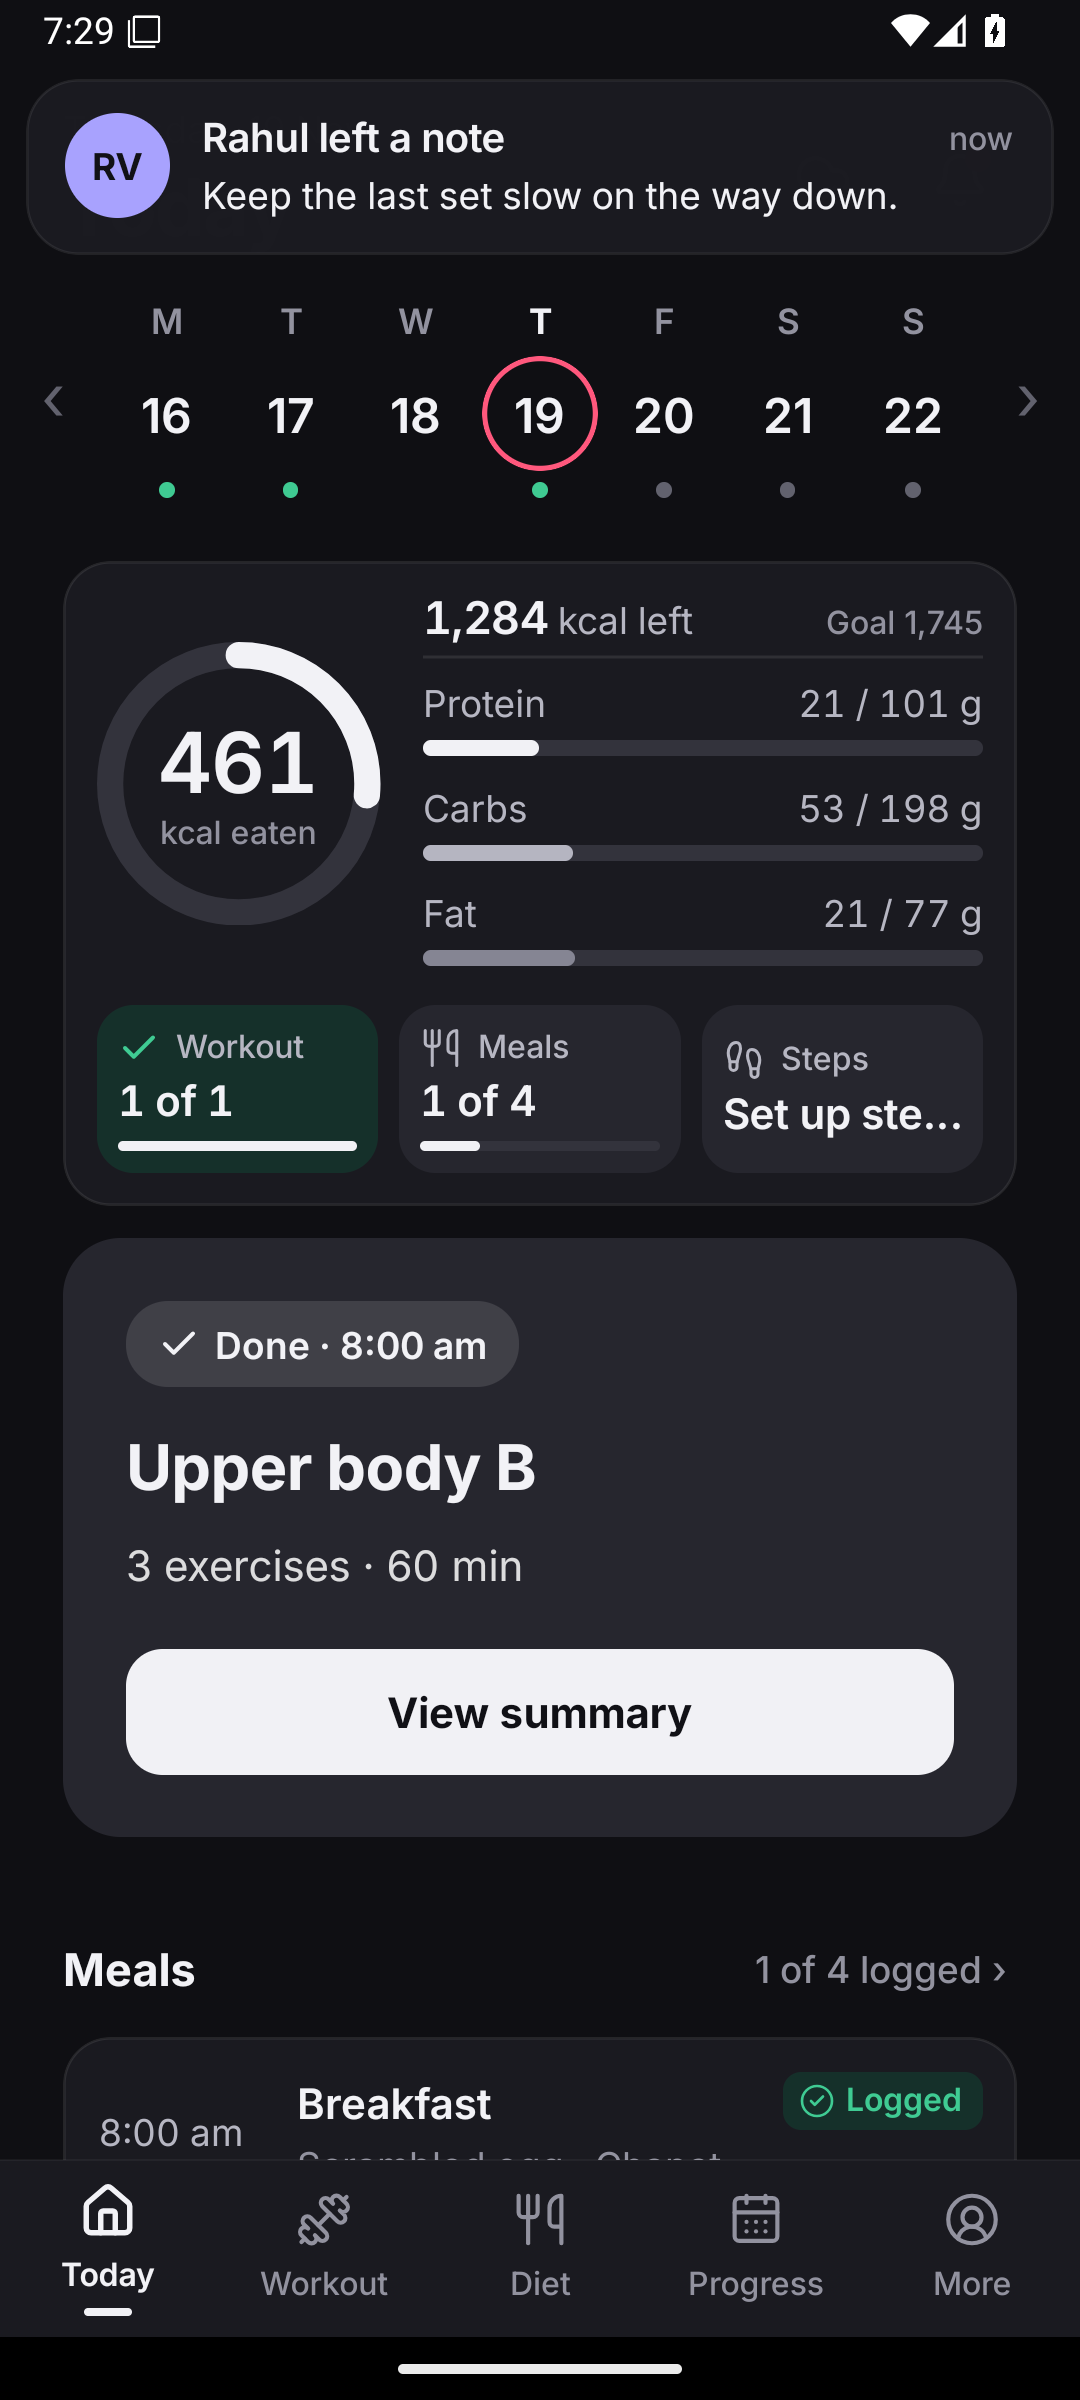 7:29
RV
Rahul left a note
now
Keep the last set slow on the way down.
M T W T F S S
‹ 16 17 18 19 20 21 22 ›
1,284 kcal left
Goal 1,745
461
kcal eaten
Protein
21 / 101 g
Carbs
53 / 198 g
Fat
21 / 77 g
Workout
1 of 1
Meals
1 of 4
Steps
Set up ste...
Done · 8:00 am
Upper body B
3 exercises · 60 min
View summary
Meals
1 of 4 logged ›
Breakfast
Logged
8:00 am
Today
Workout
Diet
Progress
More